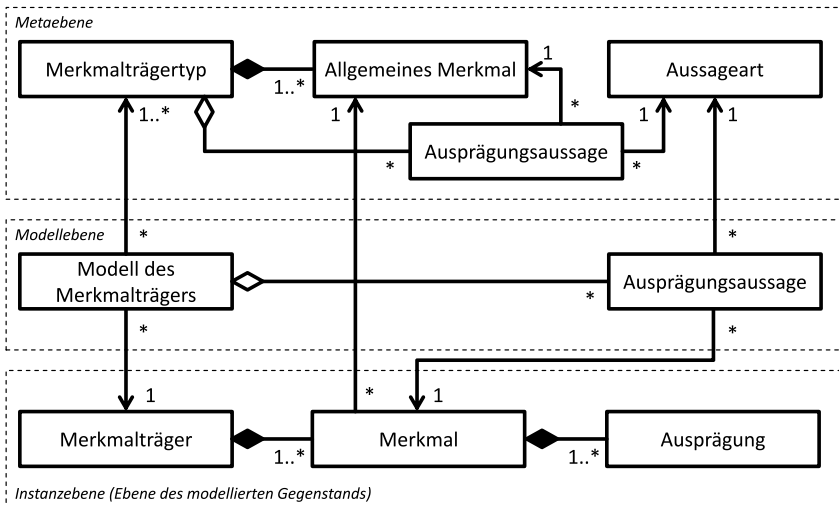 Metaebene
Merkmalträgertyp
1..*
Allgemeines Merkmal
1
Aussageart
1..*
1
*
1
1
Ausprägungsaussage
*
*
Modellebene
*
*
Modell des
Merkmalträgers
*
Ausprägungsaussage
*
*
1
*
1
Merkmalträger
1..*
Merkmal
1..*
Ausprägung
Instanzebene (Ebene des modellierten Gegenstands)